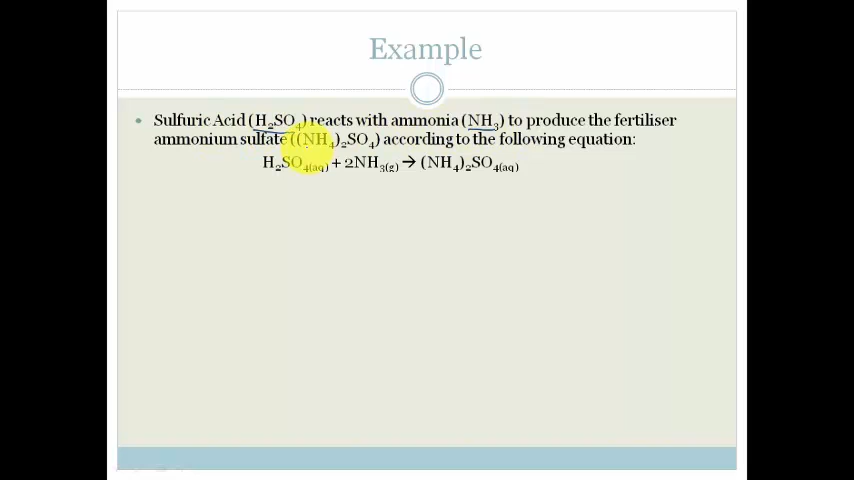 Example
Sulfuric Acid (H₂SO₄) reacts with ammonia (NH₃) to produce the fertiliser
ammonium sulfate ((NH₄)₂SO₄) according to the following equation:
H₂SO₄(aq) + 2NH₃(g) → (NH₄)₂SO₄(aq)